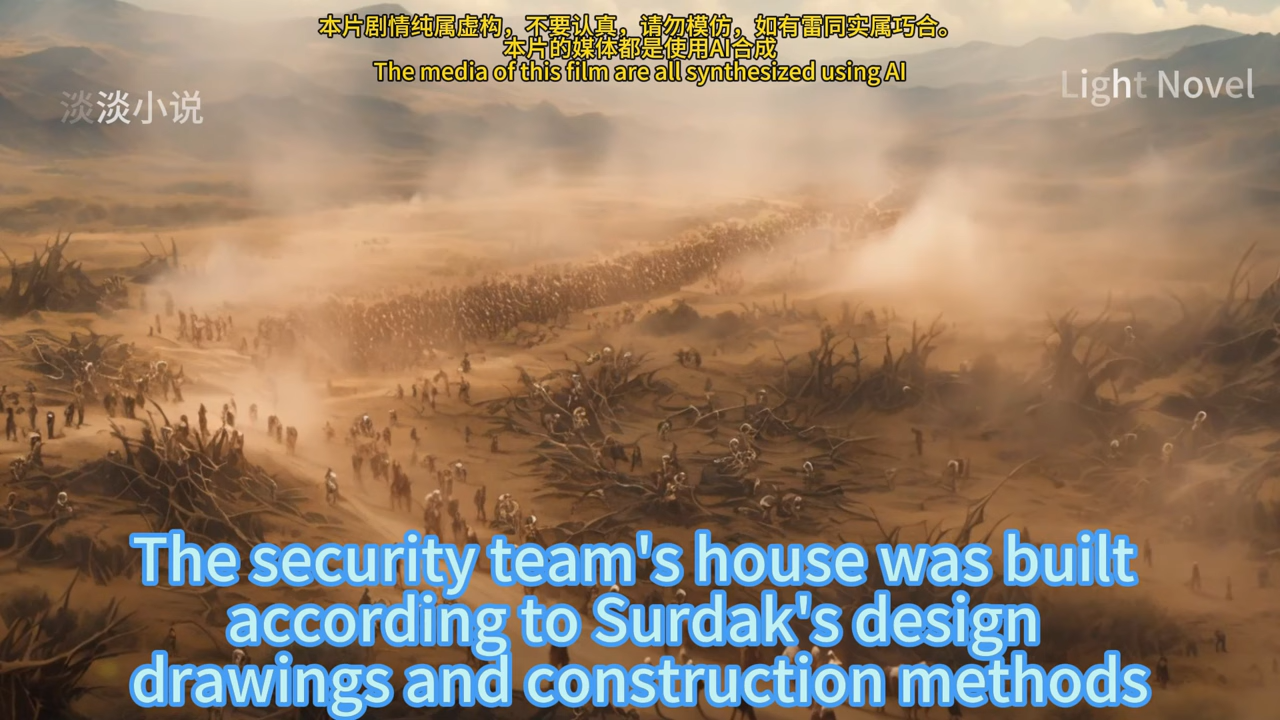 本片剧情纯属虚构，不要认真，请勿模仿，如有雷同实属巧合。
本片的媒体都是使用AI合成
The media of this film are all synthesized using AI
淡淡小说
Light Novel
The security team's house was built
according to Surdak's design
drawings and construction methods